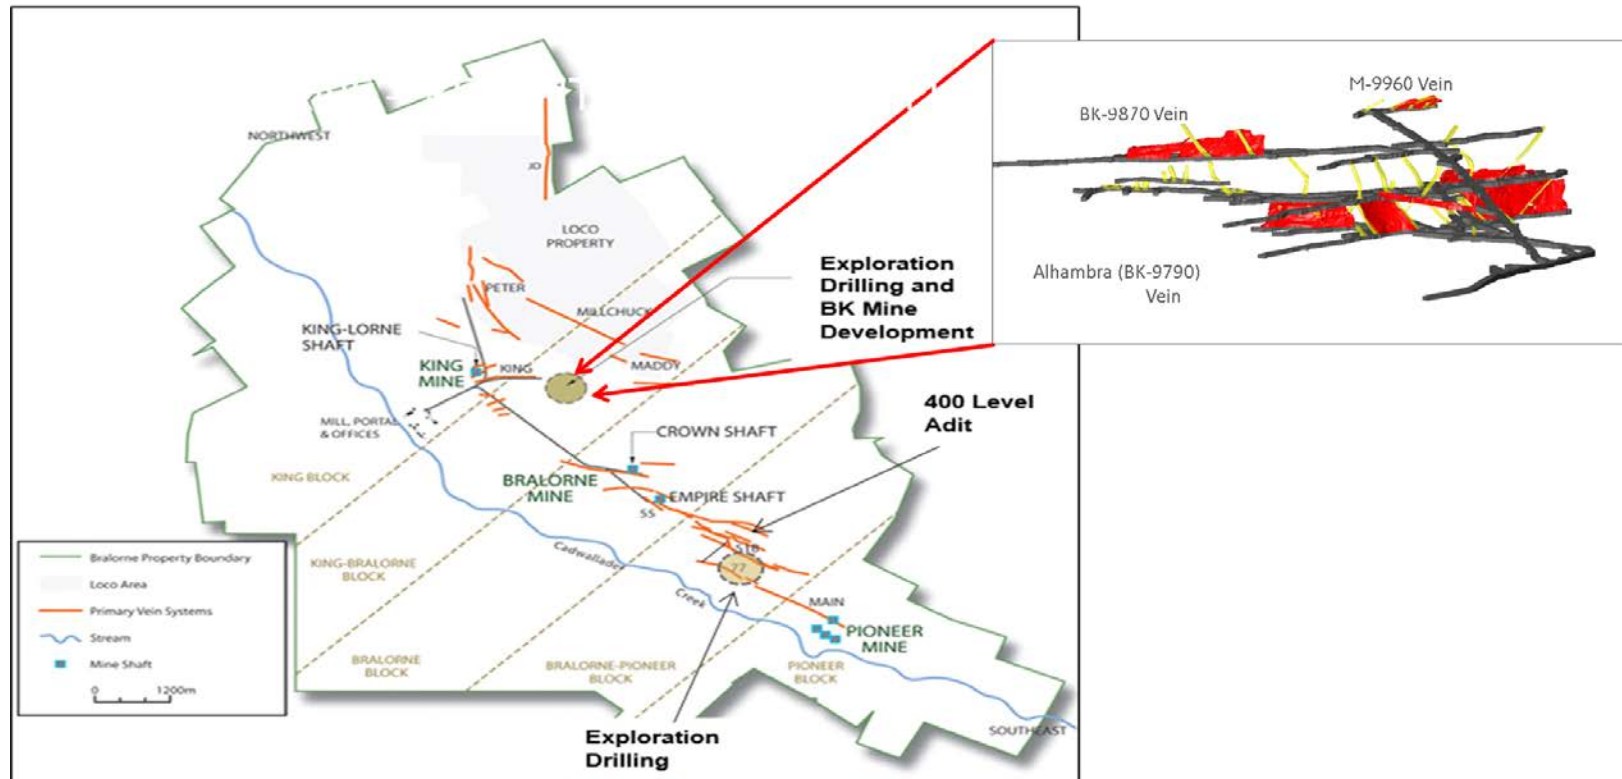 NORTHWEST
JD
LOCO
PROPERTY
PETER
MILLCHUCK
KING-LORNE
SHAFT
KING
MINE
KING
MADDY
MILL, PORTAL
& OFFICES
Exploration
Drilling and
BK Mine
Development
400 Level
Adit
CROWN SHAFT
KING BLOCK
BRALORNE
MINE
EMPIRE SHAFT
55
51B
77
Cadwallader
Creek
KING-BRALORNE
BLOCK
MAIN
PIONEER
MINE
BRALORNE
BLOCK
BRALORNE-PIONEER
BLOCK
PIONEER
BLOCK
SOUTHEAST
Exploration
Drilling
Bralorne Property Boundary
Loco Area
Primary Vein Systems
Stream
Mine Shaft
0 1200m
M-9960 Vein
BK-9870 Vein
Alhambra (BK-9790)
Vein